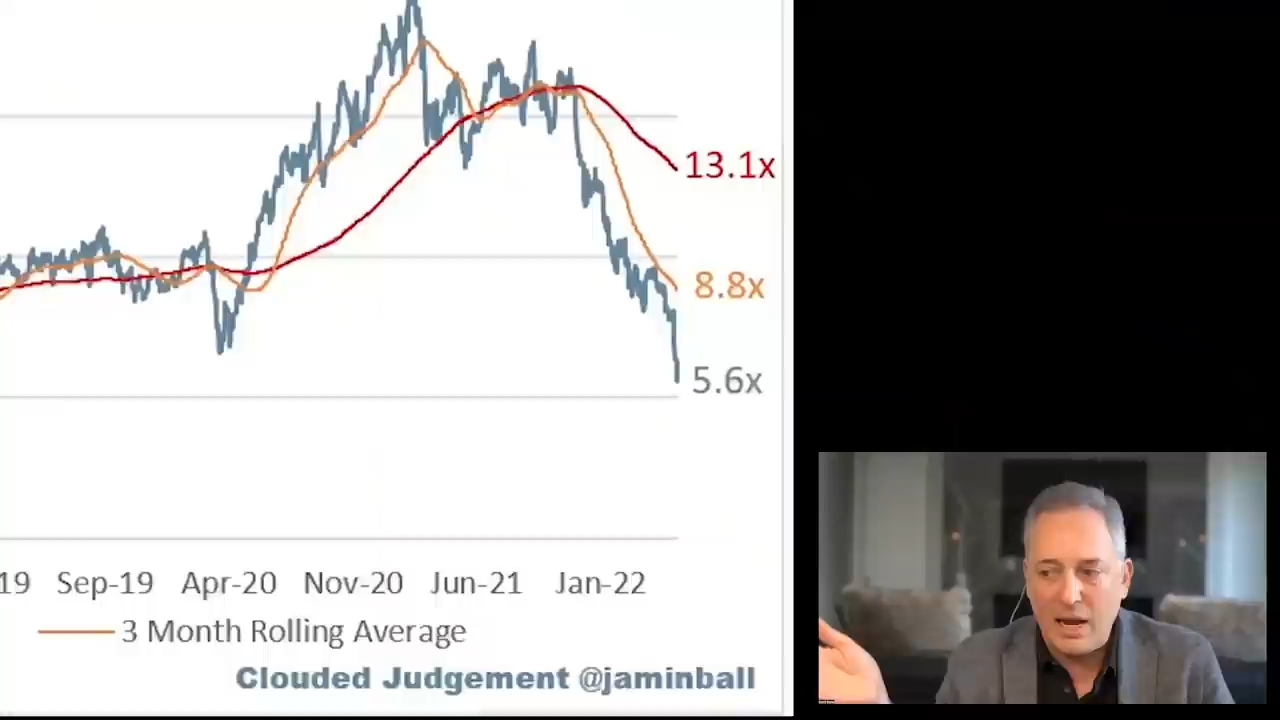 13.1x
8.8x
5.6x
19 Sep-19 Apr-20 Nov-20 Jun-21 Jan-22
3 Month Rolling Average
Clouded Judgement @jaminball